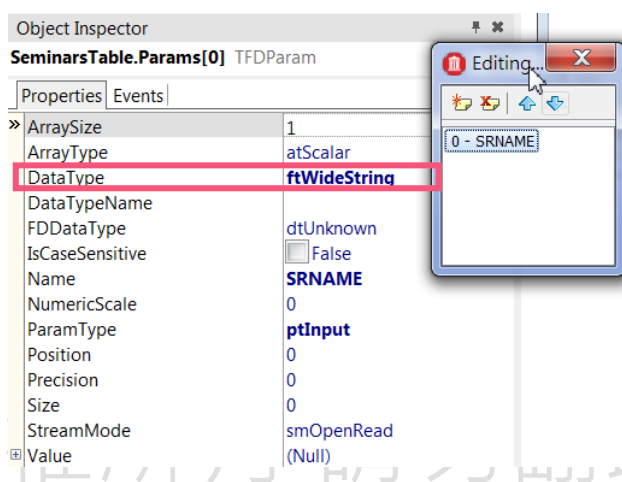 Object Inspector
SeminarsTable.Params[0] TFDParam
Properties Events
ArraySize 1
ArrayType atScalar
DataType ftWideString
DataTypeName
FDDataType dtUnknown
IsCaseSensitive False
Name SRNAME
NumericScale 0
ParamType ptInput
Position 0
Precision 0
Size 0
StreamMode smOpenRead
Value (Null)
Editing...
0 - SRNAME